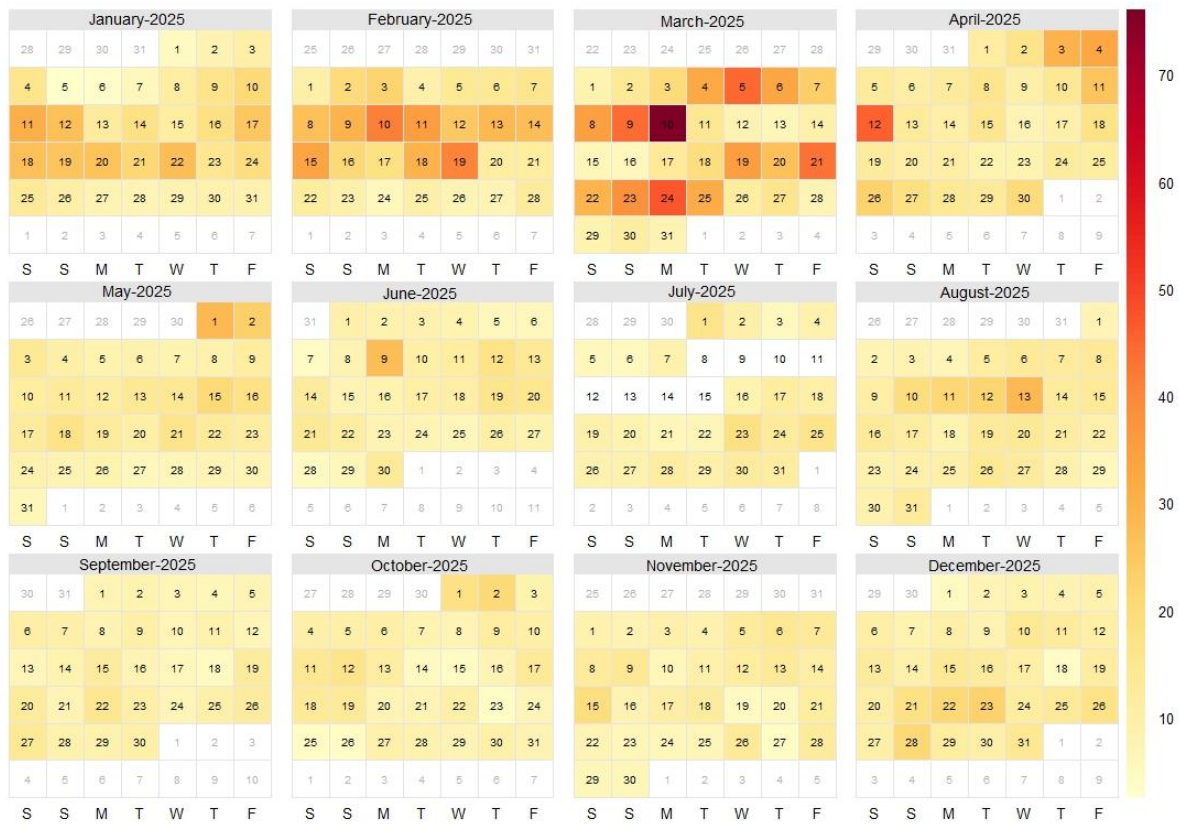 January-2025 February-2025 March-2025 April-2025
28 29 30 31 1 2 3 25 26 27 28 29 30 31 22 23 24 25 26 27 28 29 30 31 1 2 3 4
4 5 6 7 8 9 10 1 2 3 4 5 6 7 1 2 3 4 5 6 7 5 6 7 8 9 10 11
11 12 13 14 15 16 17 8 9 10 11 12 13 14 8 9 10 11 12 13 14 12 13 14 15 16 17 18
18 19 20 21 22 23 24 15 16 17 18 19 20 21 15 16 17 18 19 20 21 19 20 21 22 23 24 25
25 26 27 28 29 30 31 22 23 24 25 26 27 28 22 23 24 25 26 27 28 26 27 28 29 30 1 2
1 2 3 4 5 6 7 1 2 3 4 5 6 7 29 30 31 1 2 3 4 3 4 5 6 7 8 9
S S M T W T F S S M T W T F S S M T W T F S S M T W T F
May-2025 June-2025 July-2025 August-2025
26 27 28 29 30 1 2 31 1 2 3 4 5 6 28 29 30 1 2 3 4 26 27 28 29 30 31 1
3 4 5 6 7 8 9 7 8 9 10 11 12 13 5 6 7 8 9 10 11 2 3 4 5 6 7 8
10 11 12 13 14 15 16 14 15 16 17 18 19 20 12 13 14 15 16 17 18 9 10 11 12 13 14 15
17 18 19 20 21 22 23 21 22 23 24 25 26 27 19 20 21 22 23 24 25 16 17 18 19 20 21 22
24 25 26 27 28 29 30 28 29 30 1 2 3 4 26 27 28 29 30 31 1 23 24 25 26 27 28 29
31 1 2 3 4 5 6 5 6 7 8 9 10 11 2 3 4 5 6 7 8 30 31 1 2 3 4 5
S S M T W T F S S M T W T F S S M T W T F S S M T W T F
September-2025 October-2025 November-2025 December-2025
30 31 1 2 3 4 5 27 28 29 30 1 2 3 25 26 27 28 29 30 31 29 30 1 2 3 4 5
6 7 8 9 10 11 12 4 5 6 7 8 9 10 1 2 3 4 5 6 7 6 7 8 9 10 11 12
13 14 15 16 17 18 19 11 12 13 14 15 16 17 8 9 10 11 12 13 14 13 14 15 16 17 18 19
20 21 22 23 24 25 26 18 19 20 21 22 23 24 15 16 17 18 19 20 21 20 21 22 23 24 25 26
27 28 29 30 1 2 3 25 26 27 28 29 30 31 22 23 24 25 26 27 28 27 28 29 30 31 1 2
4 5 6 7 8 9 10 1 2 3 4 5 6 7 29 30 1 2 3 4 5 3 4 5 6 7 8 9
S S M T W T F S S M T W T F S S M T W T F S S M T W T F
70
60
50
40
30
20
10